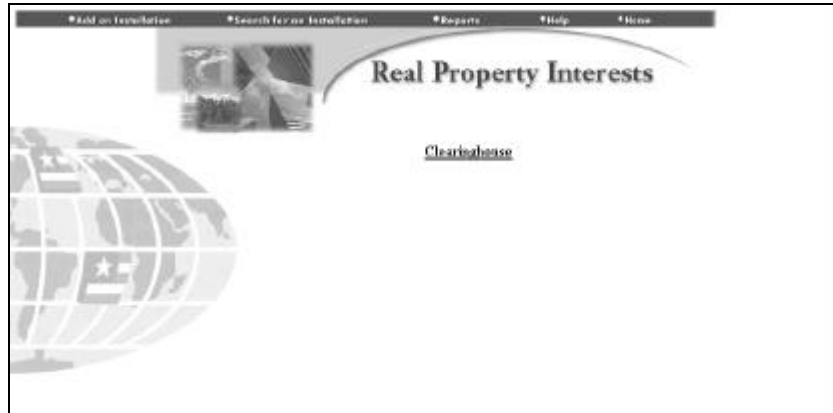 Add an Installation Search for an Installation Reports Help Home
Real Property Interests
Clearinghouse